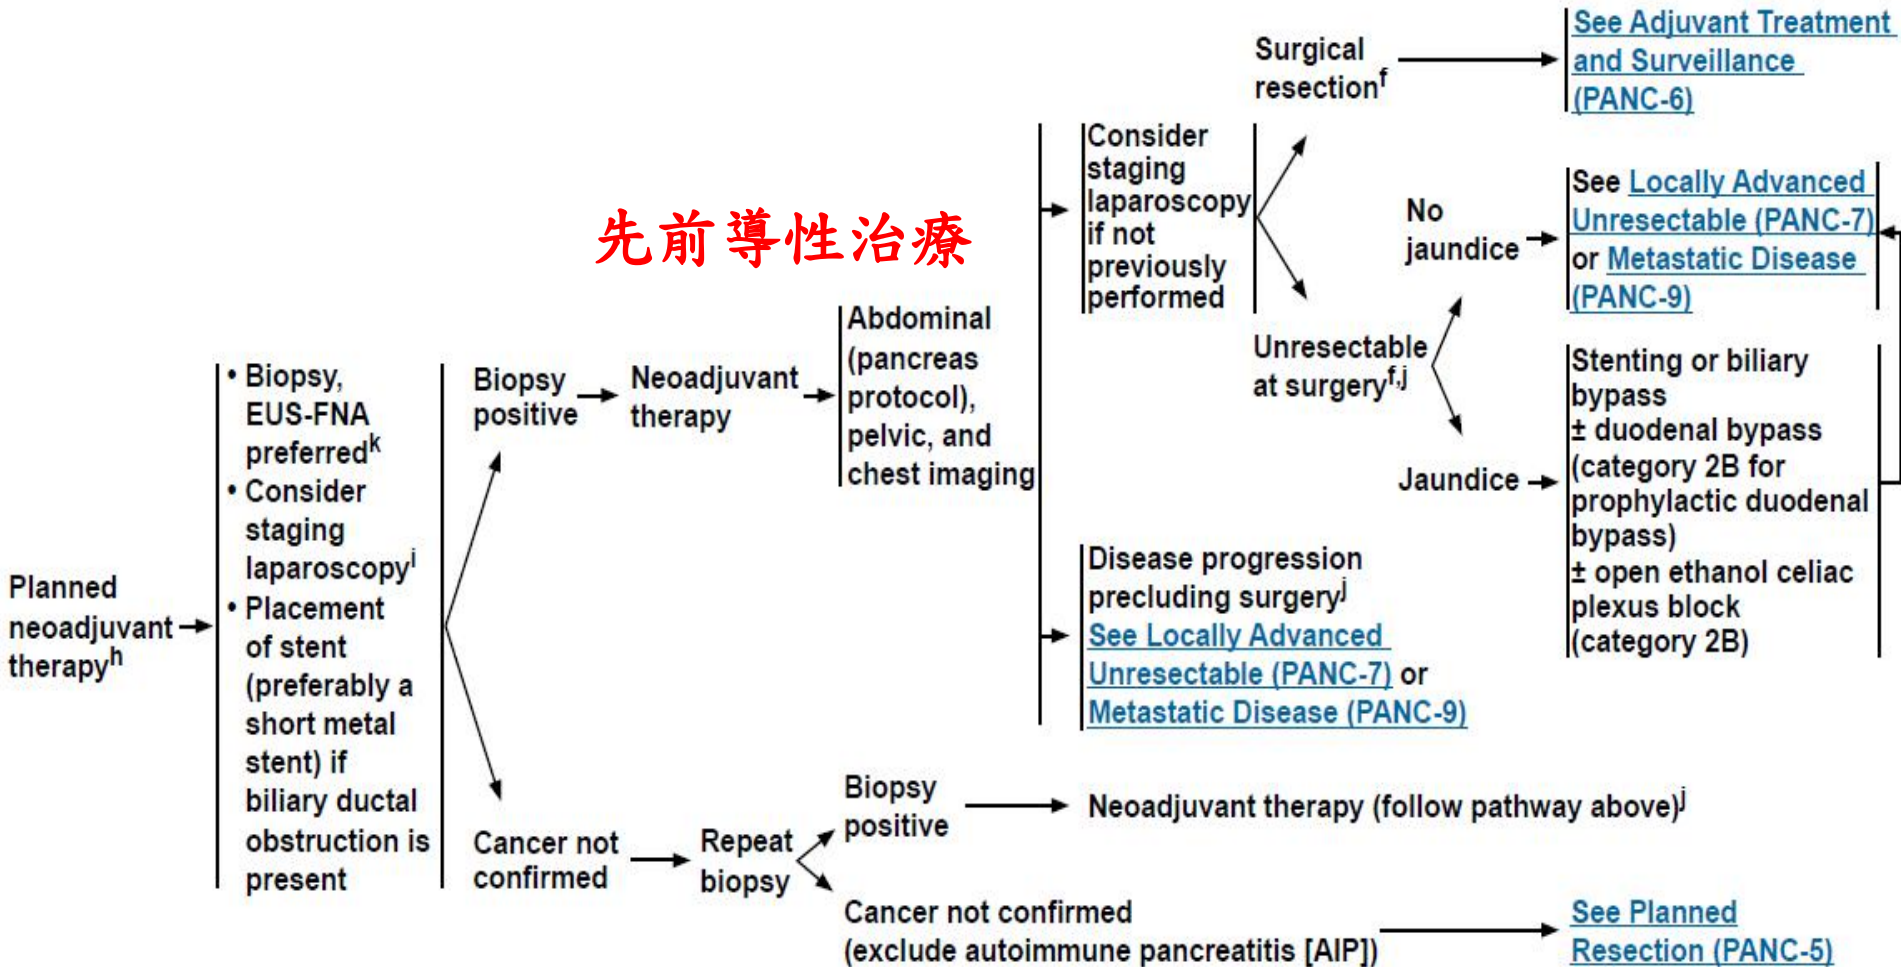 先前導性治療
Planned
neoadjuvant
therapyh
• Biopsy,
EUS-FNA
preferredk
• Consider
staging
laparoscopyi
• Placement
of stent
(preferably a
short metal
stent) if
biliary ductal
obstruction is
present
Biopsy
positive
Neoadjuvant
therapy
Abdominal
(pancreas
protocol),
pelvic, and
chest imaging
Consider
staging
laparoscopy
if not
previously
performed
Surgical
resectionf
See Adjuvant Treatment
and Surveillance
(PANC-6)
Unresectable
at surgeryf,j
No
jaundice
See Locally Advanced
Unresectable (PANC-7)
or Metastatic Disease
(PANC-9)
Jaundice
Stenting or biliary
bypass
± duodenal bypass
(category 2B for
prophylactic duodenal
bypass)
± open ethanol celiac
plexus block
(category 2B)
Disease progression
precluding surgeryj
See Locally Advanced
Unresectable (PANC-7) or
Metastatic Disease (PANC-9)
Cancer not
confirmed
Repeat
biopsy
Biopsy
positive
Neoadjuvant therapy (follow pathway above)j
Cancer not confirmed
(exclude autoimmune pancreatitis [AIP])
See Planned
Resection (PANC-5)